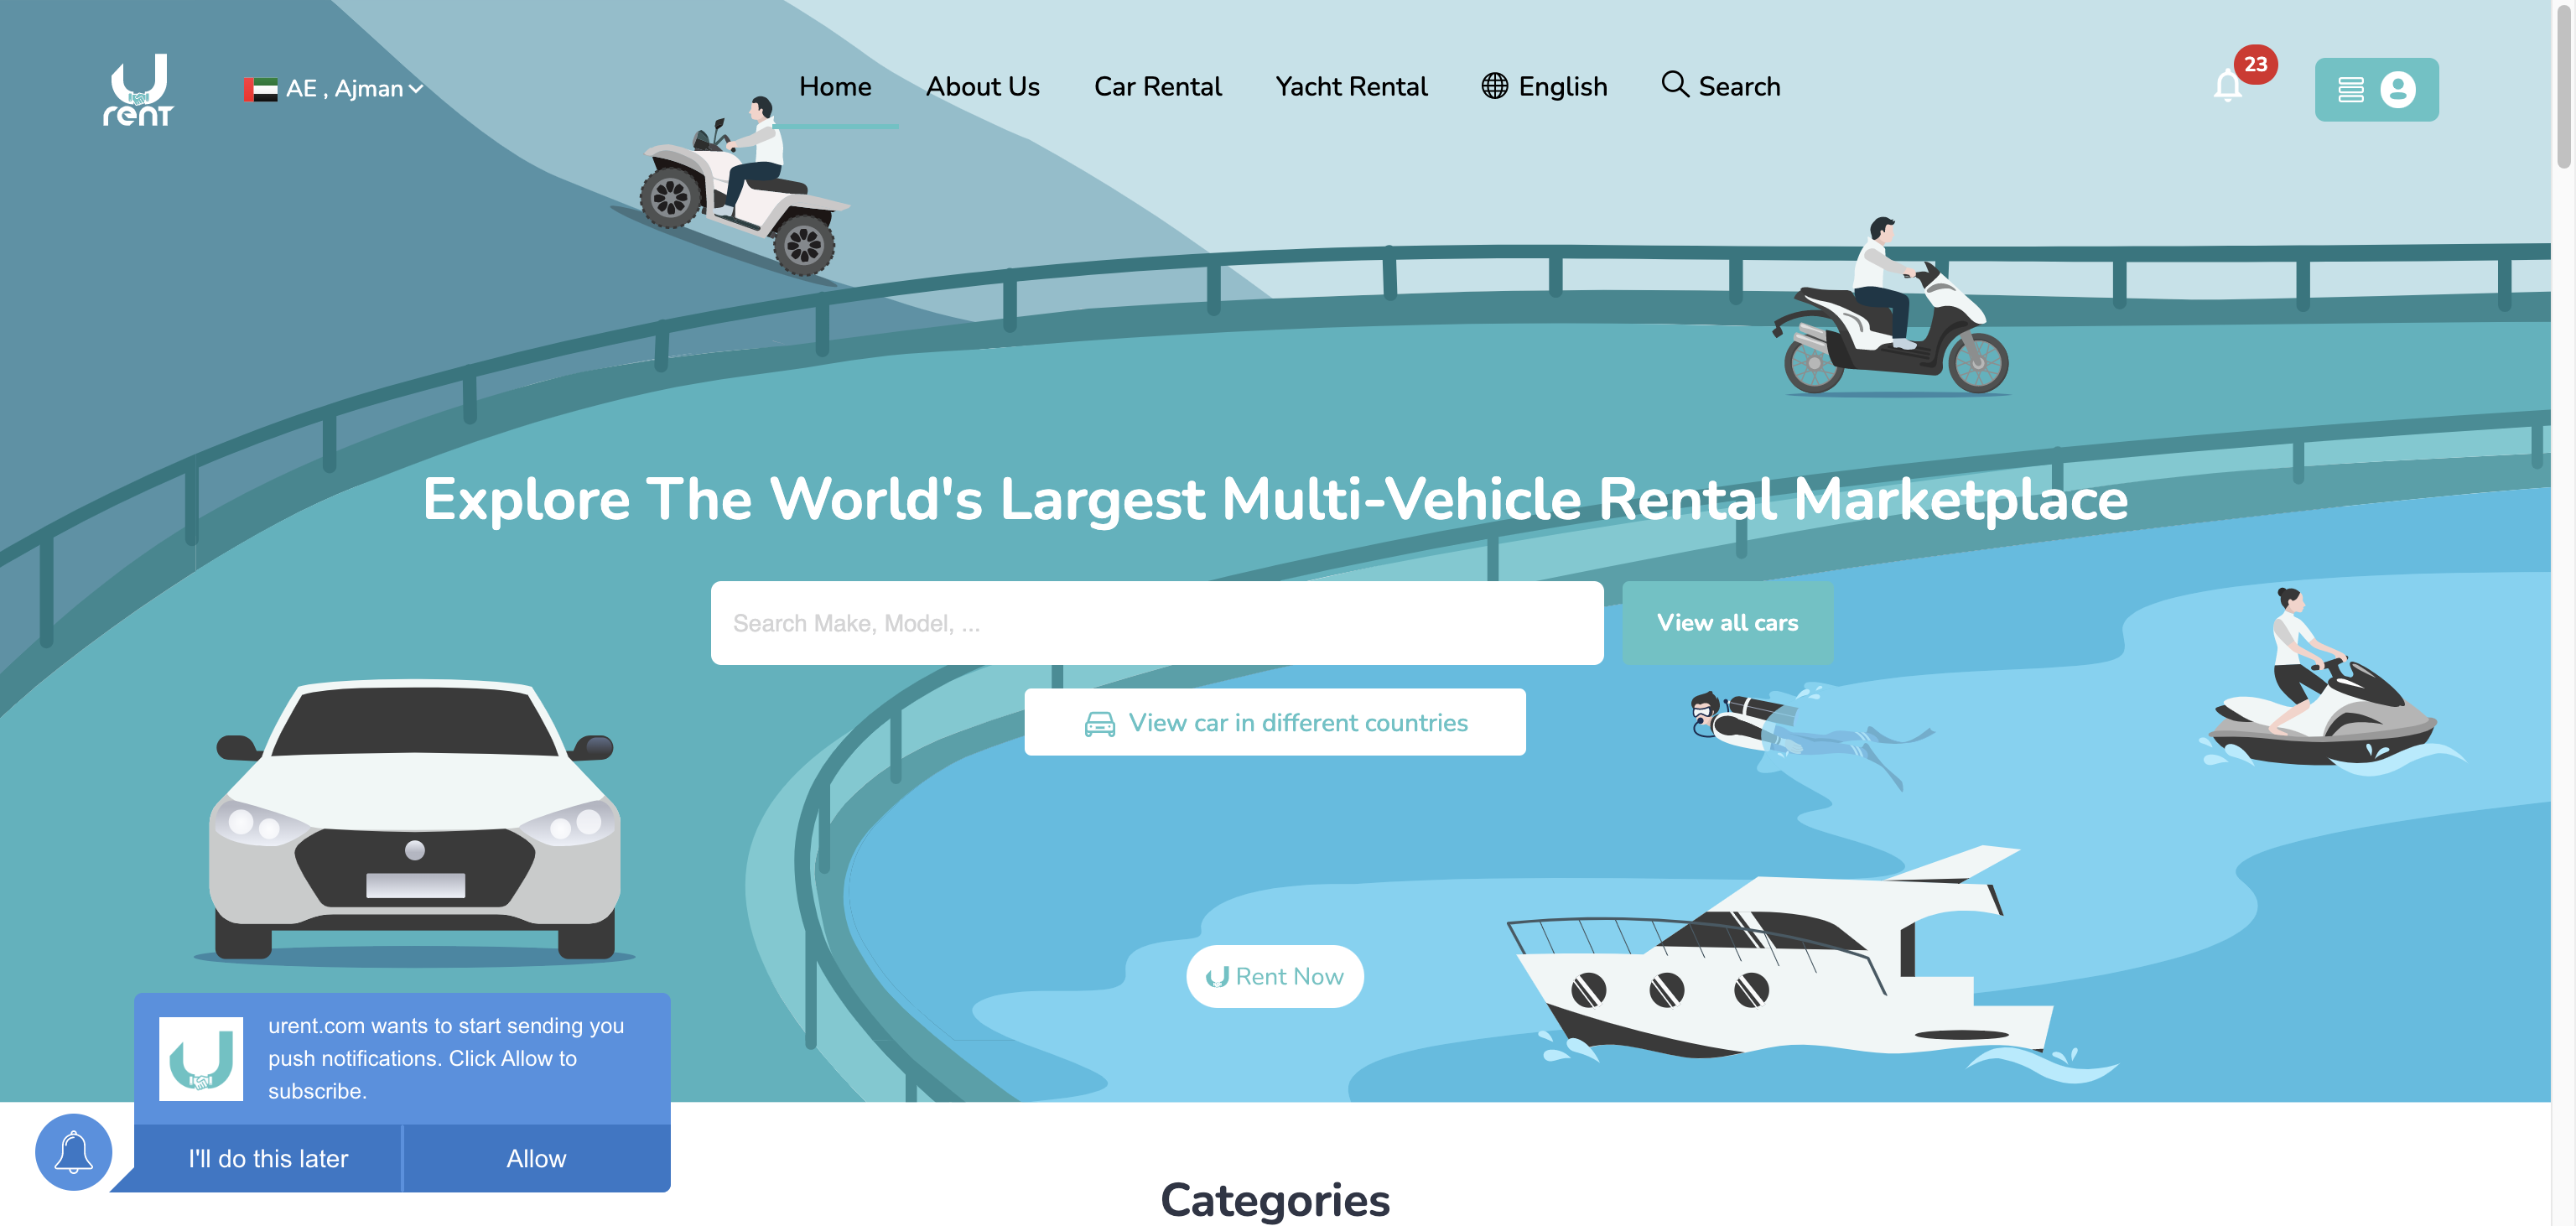 U
rent
AE , Ajman
Home
About Us
Car Rental
Yacht Rental
English
Search
23
Explore The World's Largest Multi-Vehicle Rental Marketplace
Search Make, Model, ...
View all cars
View car in different countries
Rent Now
urent.com wants to start sending you
push notifications. Click Allow to
subscribe.
I'll do this later
Allow
Categories